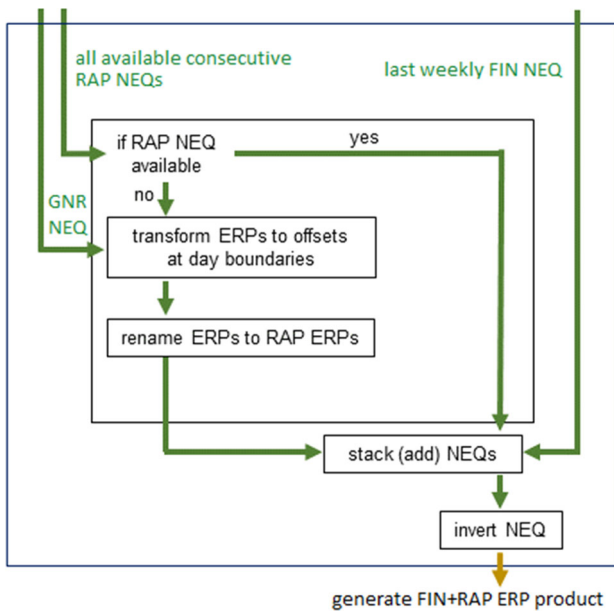 all available consecutive
RAP NEQs
last weekly FIN NEQ
if RAP NEQ
available
yes
no
GNR
NEQ
transform ERPs to offsets
at day boundaries
rename ERPs to RAP ERPs
stack (add) NEQs
invert NEQ
generate FIN+RAP ERP product